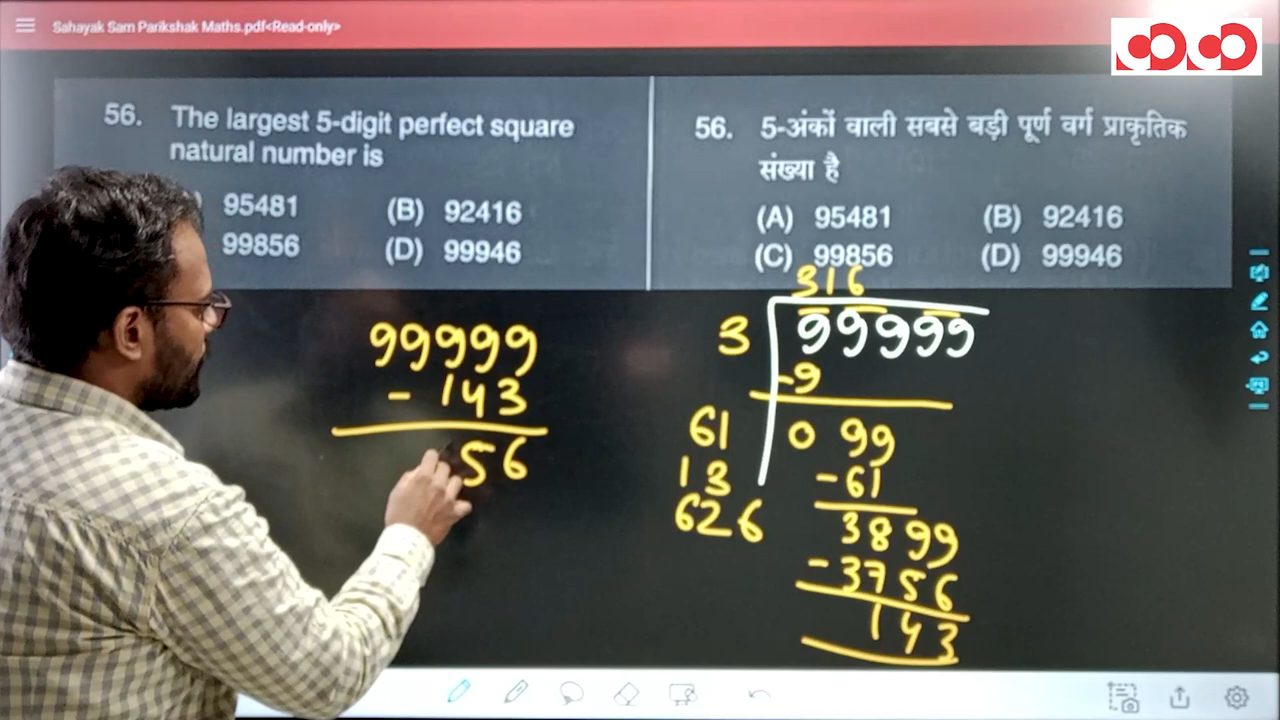 Sahayak Sam Parikshak Maths.pdf<Read-only>
56. The largest 5-digit perfect square
natural number is
) 95481 (B) 92416
99856 (D) 99946
56. 5-अंकों वाली सबसे बड़ी पूर्ण वर्ग प्राकृतिक
संख्या है
(A) 95481 (B) 92416
(C) 99856 (D) 99946
99999
- 143
56
316
3 99999
-9
61 0 99
13 -61
626 3899
-3756
143